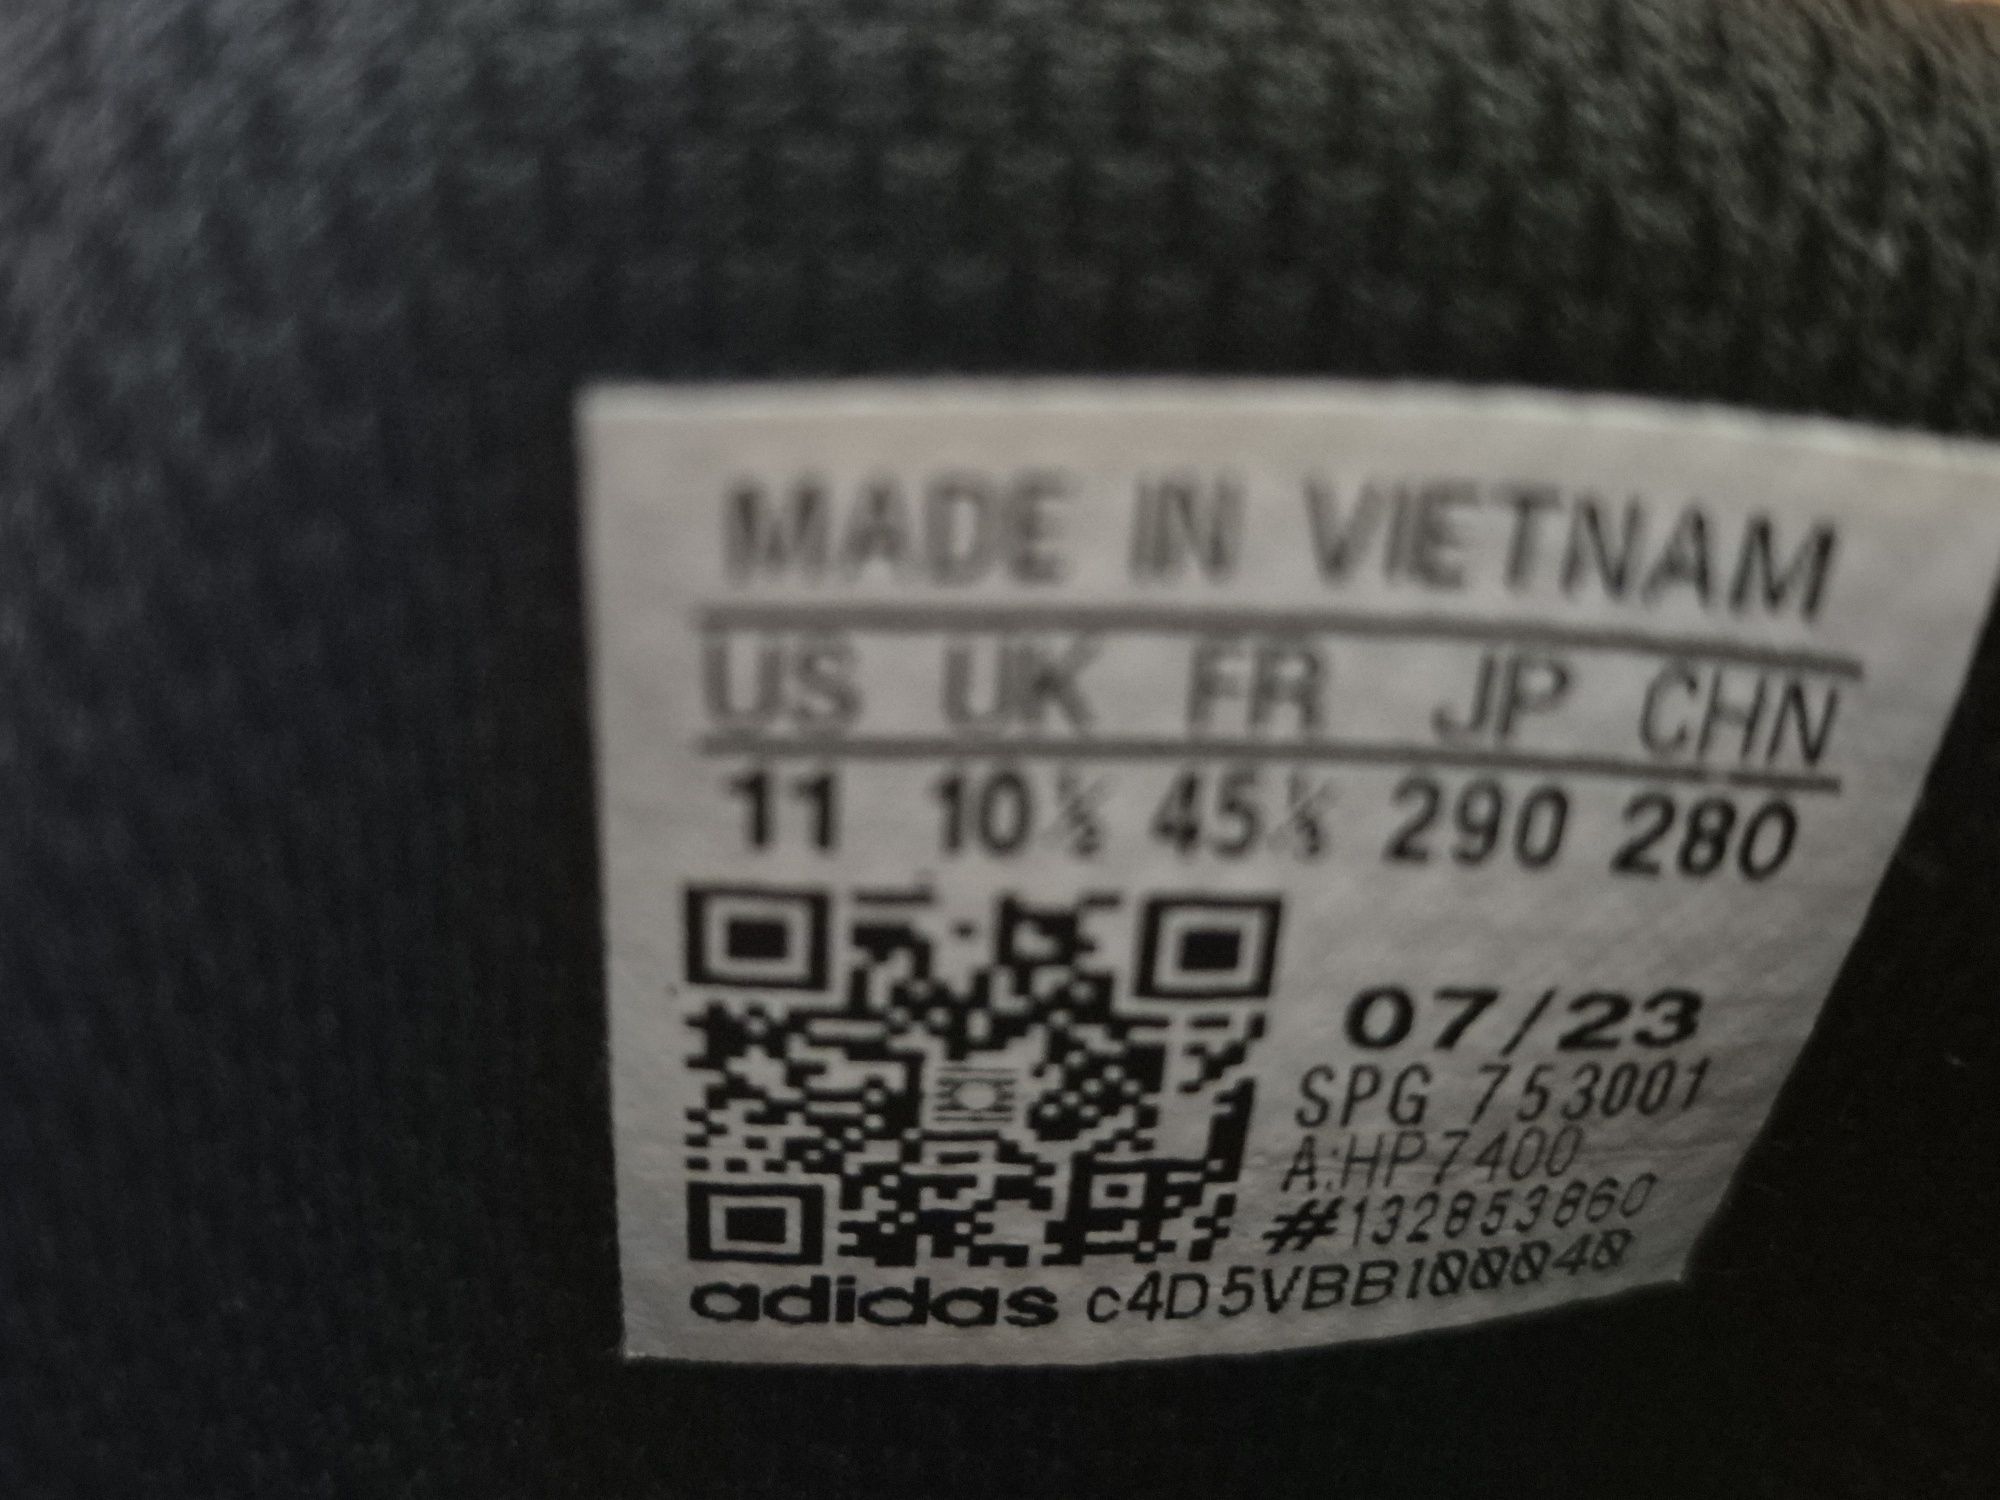 MADE IN VIETNAM
US UK FR JP CHN
11 10½ 45⅓ 290 280
07/23
SPG 753001
A:HP7400
#132853860
adidas c4D5VBB100040